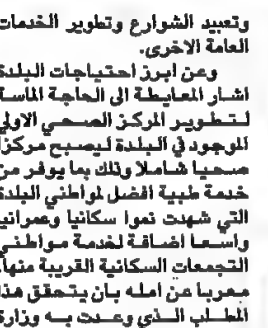 وتعبيد الشوارع وتطوير الخدمات
العامة الاخرى.
وعن ابرز احتياجات البلدة
اشار المعايطة الى الحاجة الماسة
لتطوير المركز الصحي الاولي
الموجود في البلدة ليصبح مركزا
صحيا شاملا وذلك بما يوفر من
خدمة طبية افضل لمواطني البلدة
التي شهدت نموا سكانيا وعمرانيا
واسعا اضافة لخدمة مواطني
التجمعات السكانية القريبة منها،
معربا عن امله بان يتحقق هذا
المطلب الذي وعدت به وزارة